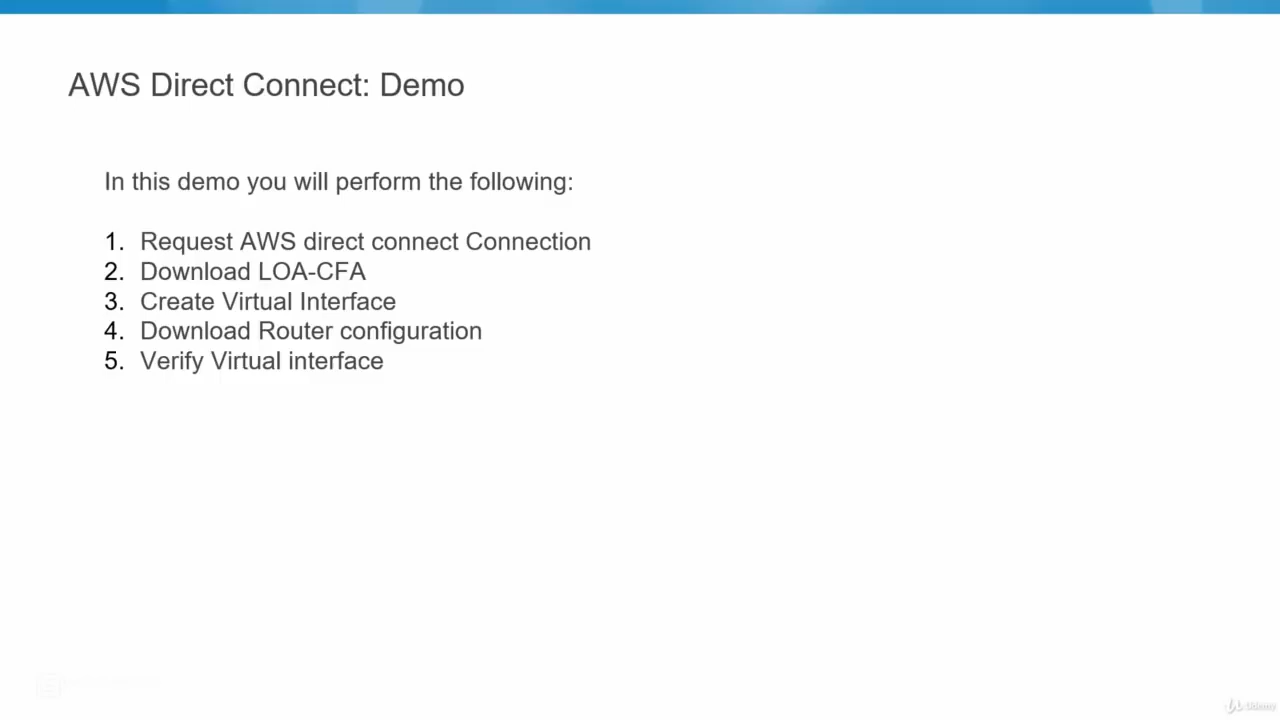 AWS Direct Connect: Demo
In this demo you will perform the following:
1. Request AWS direct connect Connection
2. Download LOA-CFA
3. Create Virtual Interface
4. Download Router configuration
5. Verify Virtual interface
Udemy